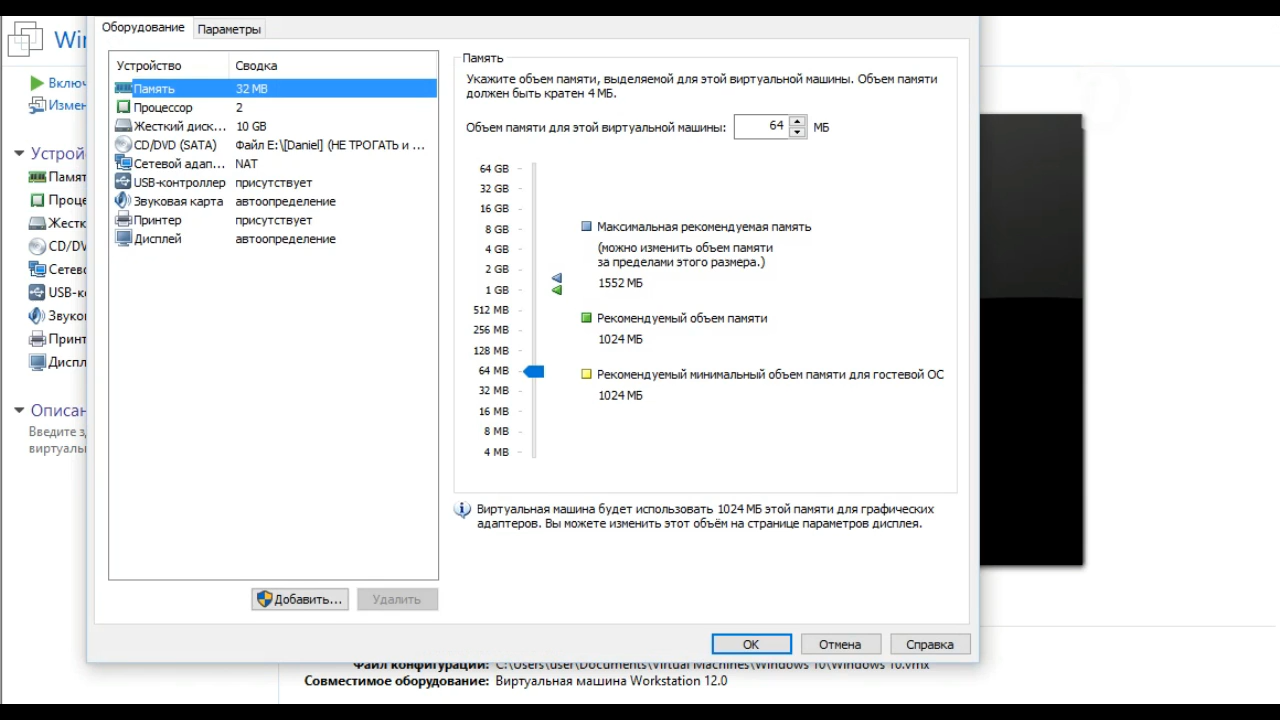 Оборудование
Параметры
Win
Включ
Измен
Устрой
Памят
Проце
Жестк
CD/DV
Сетево
USB-ко
Звуко
Принт
Диспл
Описан
Введите з
виртуаль
Устройство Сводка
Память 32 MB
Процессор 2
Жесткий диск... 10 GB
CD/DVD (SATA) Файл E:\[Daniel] (НЕ ТРОГАТЬ и ...
Сетевой адап... NAT
USB-контроллер присутствует
Звуковая карта автоопределение
Принтер присутствует
Дисплей автоопределение
Добавить...
Удалить
Память
Укажите объем памяти, выделяемой для этой виртуальной машины. Объем памяти
должен быть кратен 4 МБ.
Объем памяти для этой виртуальной машины: 64 МБ
64 GB
32 GB
16 GB
8 GB
4 GB
2 GB
1 GB
512 MB
256 MB
128 MB
64 MB
32 MB
16 MB
8 MB
4 MB
Максимальная рекомендуемая память
(можно изменить объем памяти
за пределами этого размера.)
1552 МБ
Рекомендуемый объем памяти
1024 МБ
Рекомендуемый минимальный объем памяти для гостевой ОС
1024 МБ
Виртуальная машина будет использовать 1024 МБ этой памяти для графических
адаптеров. Вы можете изменить этот объём на странице параметров дисплея.
OK
Отмена
Справка
Файл конфигурации: C:\Users\user\Documents\Virtual Machines\Windows 10\Windows 10.vmx
Совместимое оборудование: Виртуальная машина Workstation 12.0